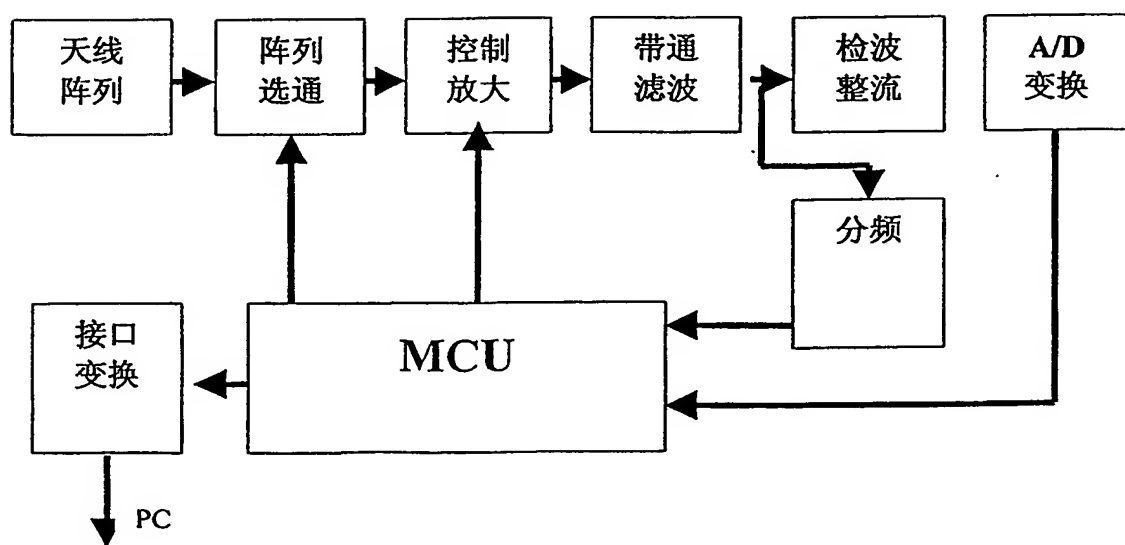 天线
阵列
阵列
选通
控制
放大
带通
滤波
检波
整流
A/D
变换
分频
接口
变换
MCU
PC